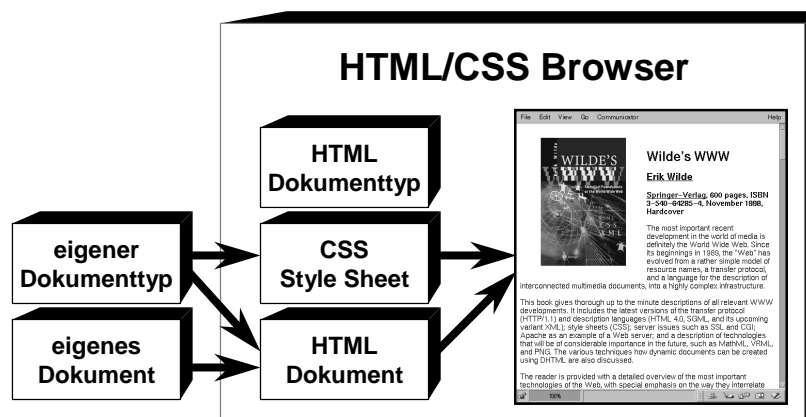 HTML/CSS Browser
HTML
Dokumenttyp
eigener
Dokumenttyp
CSS
Style Sheet
eigenes
Dokument
HTML
Dokument
File Edit View Go Communicator Help
WILDE'S
WWW
Wilde's WWW
Erik Wilde
Springer–Verlag, 600 pages, ISBN
3–540–64285–4, November 1998,
Hardcover
The most important recent
development in the world of media is
definitely the World Wide Web. Since
its beginnings in 1989, the "Web" has
evolved from a rather simple model of
resource names, a transfer protocol,
and a language for the description of
interconnected multimedia documents, into a highly complex infrastructure.
This book gives thorough up to the minute descriptions of all relevant WWW
developments. It includes the latest versions of the transfer protocol
(HTTP/1.1) and description languages (HTML 4.0, SGML, and its upcoming
variant XML); style sheets (CSS); server issues such as SSL and CGI;
Apache as an example of a Web server; and a description of technologies
that will be of considerable importance in the future, such as MathML, VRML,
and PNG. The various techniques how dynamic documents can be created
using DHTML are also discussed.
The reader is provided with a detailed overview of the most important
technologies of the Web, with special emphasis on the way they interrelate
100%